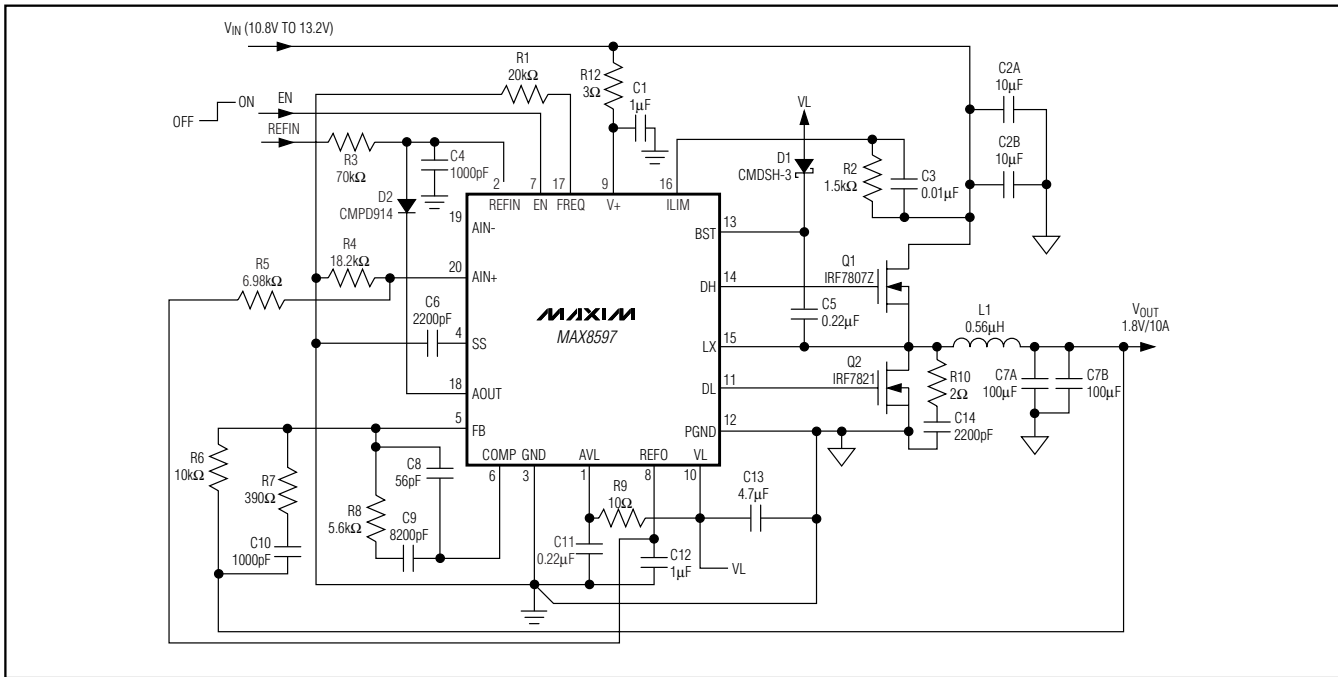 VIN (10.8V TO 13.2V)
R1
20kΩ
R12
3Ω
C1
1µF
C2A
10µF
ON
OFF
EN
REFIN
VL
R3
70kΩ
C4
1000pF
D1
CMDSH-3
R2
1.5kΩ
C3
0.01µF
C2B
10µF
D2
CMPD914
2
7
17
9
16
REFIN
EN
FREQ
V+
ILIM
19
AIN-
13
BST
R4
18.2kΩ
R5
6.98kΩ
20
AIN+
14
DH
Q1
IRF7807Z
C6
2200pF
4
SS
MAXIM
MAX8597
C5
0.22µF
15
LX
L1
0.56µH
VOUT
1.8V/10A
18
AOUT
11
DL
Q2
IRF7821
R10
2Ω
C7A
100µF
C7B
100µF
5
FB
12
PGND
C14
2200pF
R6
10kΩ
R7
390Ω
C8
56pF
COMP
GND
AVL
REFO
VL
6
3
1
8
10
R8
5.6kΩ
C9
8200pF
R9
10Ω
C13
4.7µF
C10
1000pF
C11
0.22µF
C12
1µF
VL